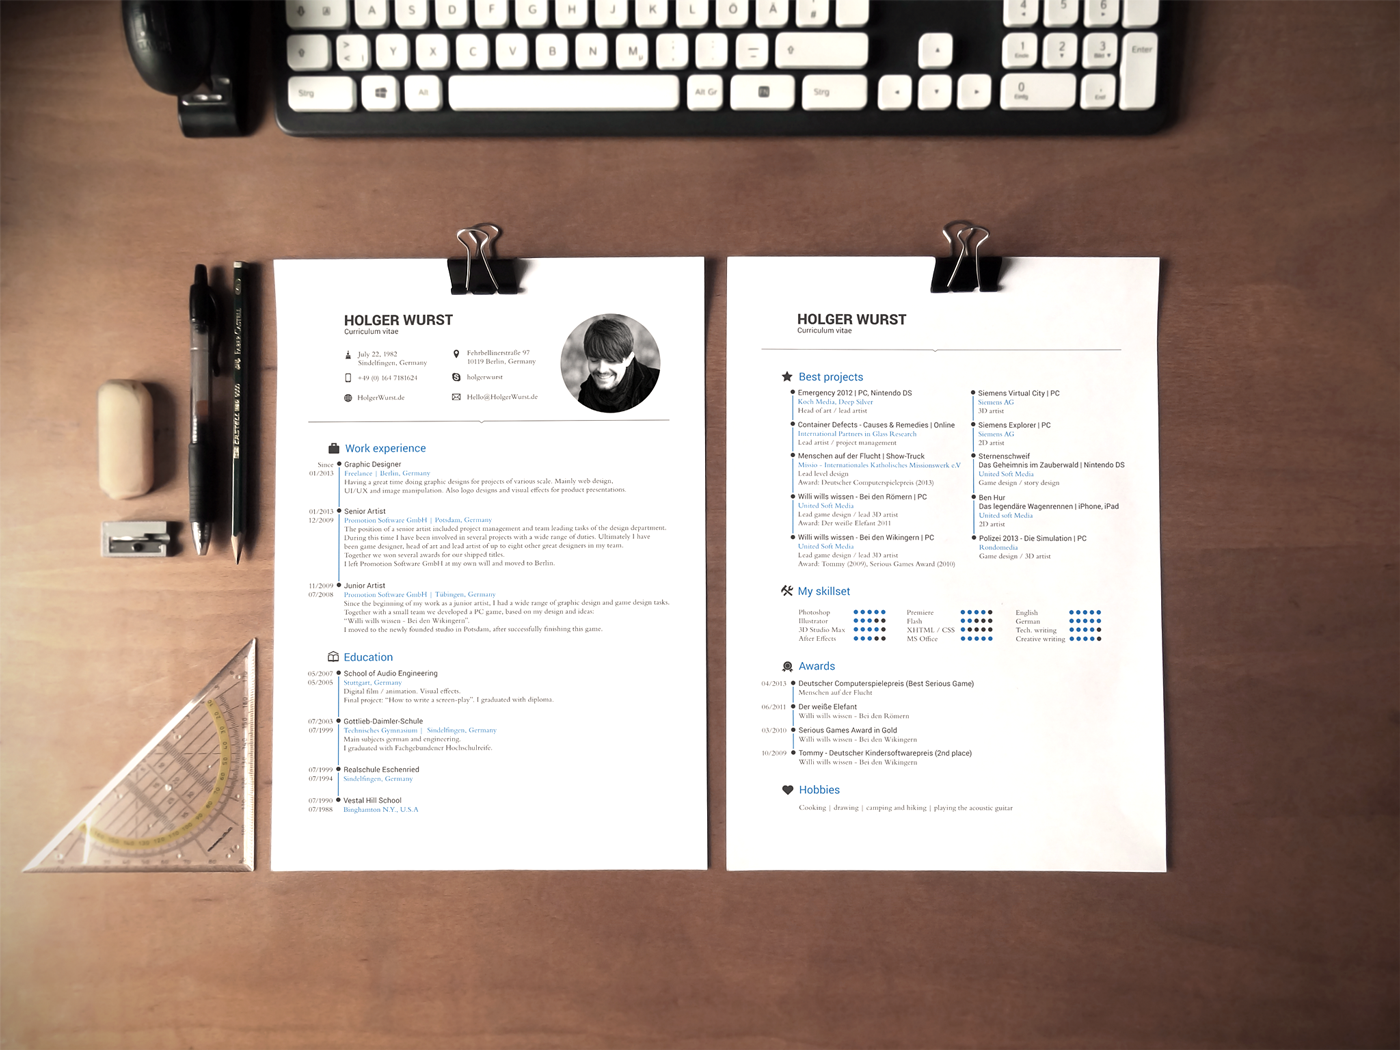 A S D F G H J K L Ö Ä #
4 5 6
Y X C V B N M
1 2 3 Enter
Strg Alt Alt Gr Strg 0
HOLGER WURST
Curriculum vitae
July 22, 1982
Sindelfingen, Germany
+49 (0) 164 7181624
HolgerWurst.de
Fehrbellinerstraße 97
10119 Berlin, Germany
holgerwurst
Hello@HolgerWurst.de
Work experience
Since Graphic Designer
01/2013 Freelance | Berlin, Germany
Having a great time doing graphic designs for projects of various scale. Mainly web design,
UI/UX and image manipulation. Also logo designs and visual effects for product presentations.
01/2013 Senior Artist
12/2009 Promotion Software GmbH | Potsdam, Germany
The position of a senior artist included project management and team leading tasks of the design department.
During this time I have been involved in several projects with a wide range of duties. Ultimately I have
been game designer, head of art and lead artist of up to eight other great designers in my team.
Together we won several awards for our shipped titles.
I left Promotion Software GmbH at my own will and moved to Berlin.
11/2009 Junior Artist
07/2008 Promotion Software GmbH | Tübingen, Germany
Since the beginning of my work as a junior artist, I had a wide range of graphic design and game design tasks.
Together with a small team we developed a PC game, based on my design and ideas:
"Willi wills wissen - Bei den Wikingern".
I moved to the newly founded studio in Potsdam, after successfully finishing this game.
Education
05/2007 School of Audio Engineering
05/2005 Stuttgart, Germany
Digital film / animation. Visual effects.
Final project: "How to write a screen-play". I graduated with diploma.
07/2003 Gottlieb-Daimler-Schule
07/1999 Technisches Gymnasium | Sindelfingen, Germany
Main subjects german and engineering.
I graduated with Fachgebundener Hochschulreife.
07/1999 Realschule Eschenried
07/1994 Sindelfingen, Germany
07/1990 Vestal Hill School
07/1988 Binghamton N.Y., U.S.A
HOLGER WURST
Curriculum vitae
Best projects
Emergency 2012 | PC, Nintendo DS
Koch Media, Deep Silver
Head of art / lead artist
Container Defects - Causes & Remedies | Online
International Partners in Glass Research
Lead artist / project management
Menschen auf der Flucht | Show-Truck
Missio - Internationales Katholisches Missionswerk e.V
Lead level design
Award: Deutscher Computerspielepreis (2013)
Willi wills wissen - Bei den Römern | PC
United Soft Media
Lead game design / lead 3D artist
Award: Der weiße Elefant 2011
Willi wills wissen - Bei den Wikingern | PC
United Soft Media
Lead game design / lead 3D artist
Award: Tommy (2009), Serious Games Award (2010)
Siemens Virtual City | PC
Siemens AG
3D artist
Siemens Explorer | PC
Siemens AG
2D artist
Sternenschweif
Das Geheimnis im Zauberwald | Nintendo DS
United Soft Media
Game design / story design
Ben Hur
Das legendäre Wagenrennen | iPhone, iPad
United soft Media
2D artist
Polizei 2013 - Die Simulation | PC
Rondomedia
Game design / 3D artist
My skillset
Photoshop Premiere English
Illustrator Flash German
3D Studio Max XHTML / CSS Tech. writing
After Effects MS Office Creative writing
Awards
04/2013 Deutscher Computerspielepreis (Best Serious Game)
Menschen auf der Flucht
06/2011 Der weiße Elefant
Willi wills wissen - Bei den Römern
03/2010 Serious Games Award in Gold
Willi wills wissen - Bei den Wikingern
10/2009 Tommy - Deutscher Kindersoftwarepreis (2nd place)
Willi wills wissen - Bei den Wikingern
Hobbies
Cooking | drawing | camping and hiking | playing the acoustic guitar